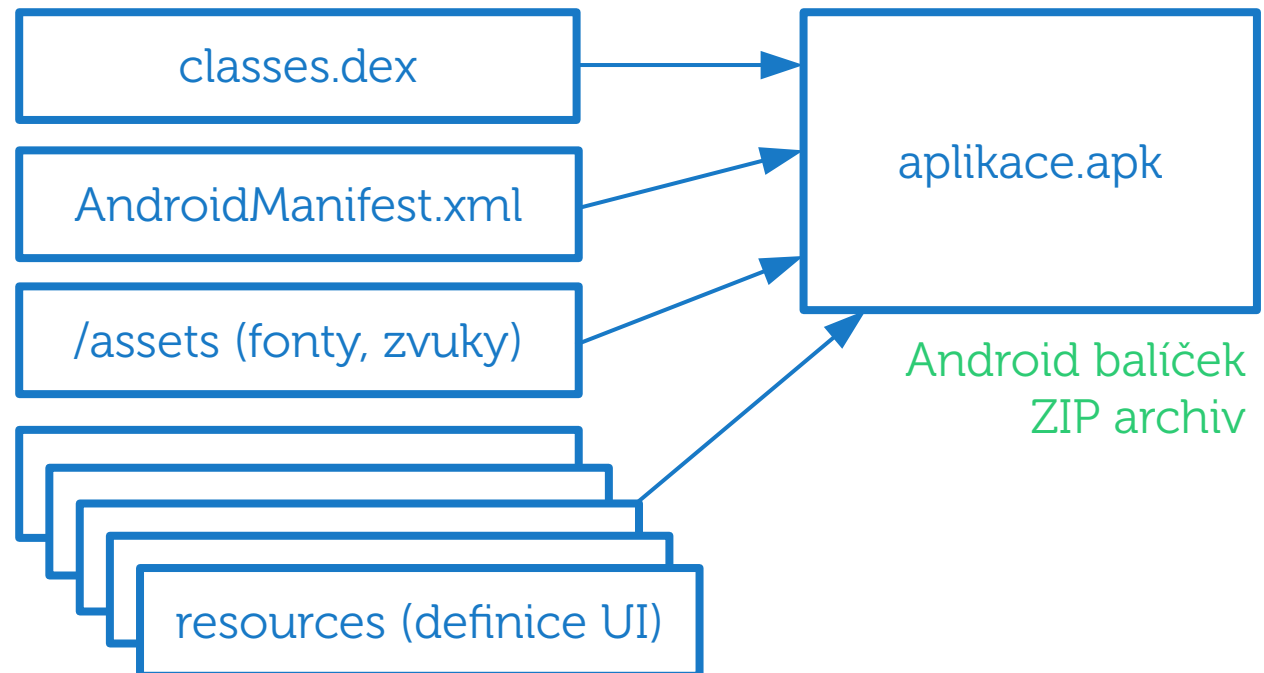 classes.dex
AndroidManifest.xml
/assets (fonty, zvuky)
resources (definice UI)
aplikace.apk
Android balíček
ZIP archiv